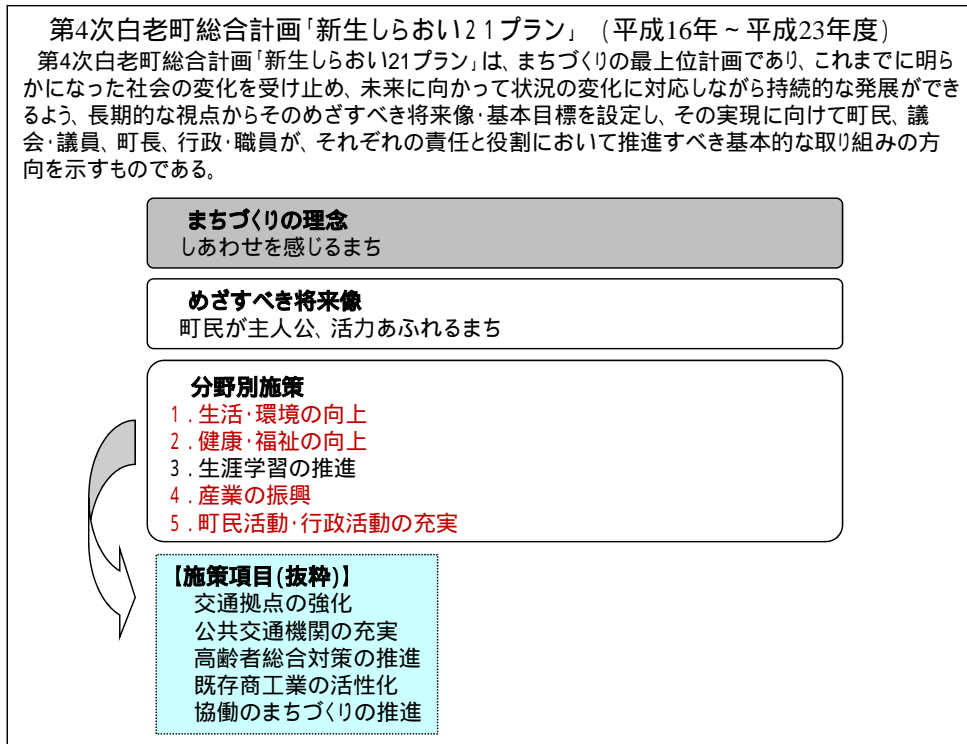 第4次白老町総合計画「新生しらおい２１プラン」 (平成16年～平成23年度)
第4次白老町総合計画「新生しらおい21プラン」は、まちづくりの最上位計画であり、これまでに明ら
かになった社会の変化を受け止め、未来に向かって状況の変化に対応しながら持続的な発展ができ
るよう、長期的な視点からそのめざすべき将来像・基本目標を設定し、その実現に向けて町民、議
会・議員、町長、行政・職員が、それぞれの責任と役割において推進すべき基本的な取り組みの方
向を示すものである。
まちづくりの理念
しあわせを感じるまち
めざすべき将来像
町民が主人公、活力あふれるまち
分野別施策
１．生活・環境の向上
２．健康・福祉の向上
３．生涯学習の推進
４．産業の振興
５．町民活動・行政活動の充実
【施策項目(抜粋)】
交通拠点の強化
公共交通機関の充実
高齢者総合対策の推進
既存商工業の活性化
協働のまちづくりの推進